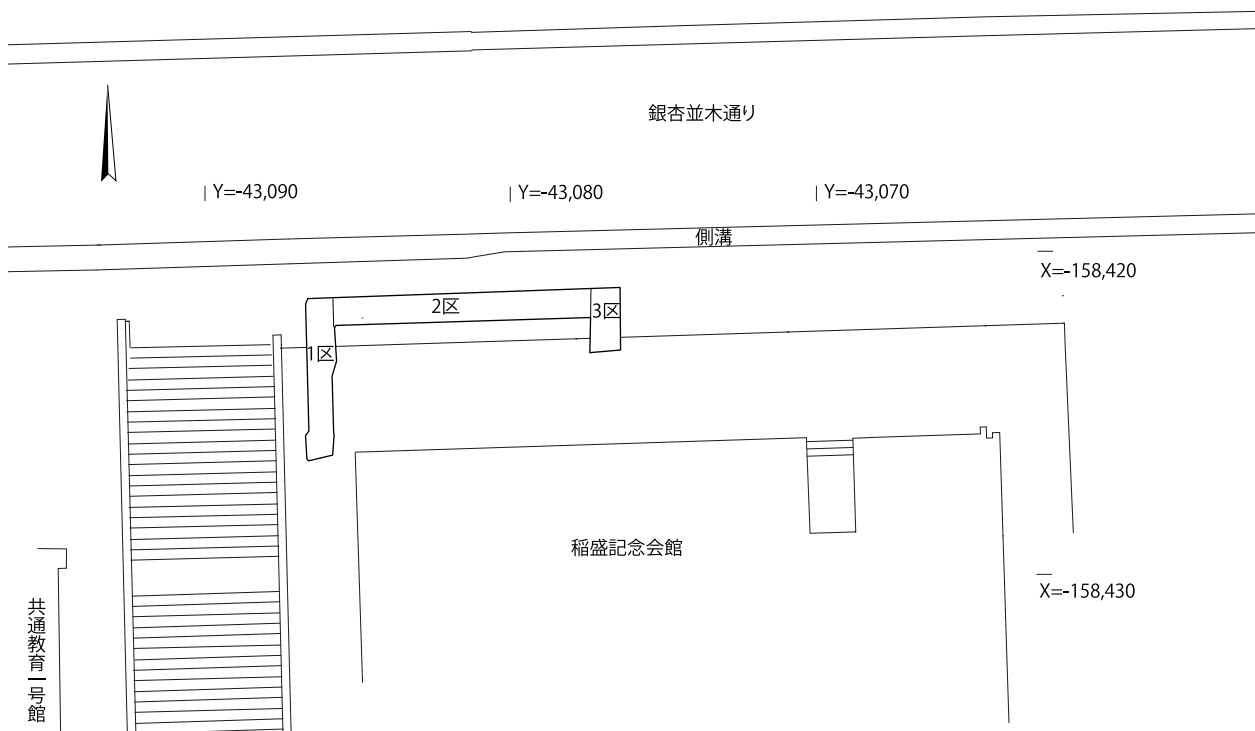 銀杏並木通り
Y=-43,090
Y=-43,080
Y=-43,070
側溝
X=-158,420
2区
3区
1区
稲盛記念会館
X=-158,430
共通教育一号館